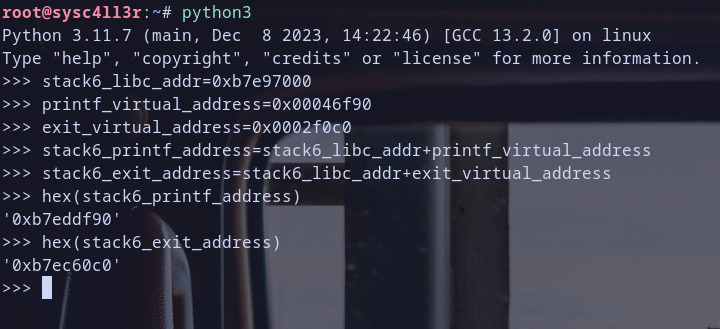 root@sysc4ll3r:~# python3
Python 3.11.7 (main, Dec  8 2023, 14:22:46) [GCC 13.2.0] on linux
Type "help", "copyright", "credits" or "license" for more information.
>>> stack6_libc_addr=0xb7e97000
>>> printf_virtual_address=0x00046f90
>>> exit_virtual_address=0x0002f0c0
>>> stack6_printf_address=stack6_libc_addr+printf_virtual_address
>>> stack6_exit_address=stack6_libc_addr+exit_virtual_address
>>> hex(stack6_printf_address)
'0xb7eddf90'
>>> hex(stack6_exit_address)
'0xb7ec60c0'
>>>